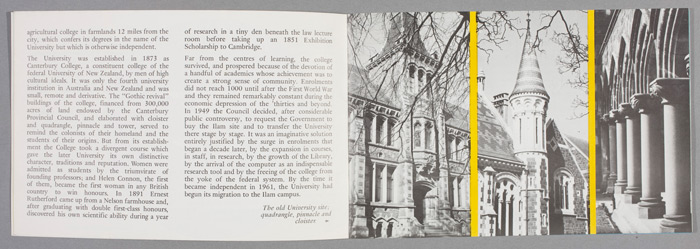 agricultural college in farmlands 12 miles from the
city, which confers its degrees in the name of the
University but which is otherwise independent.
The University was established in 1873 as
Canterbury College, a constituent college of the
federal University of New Zealand, by men of high
cultural ideals. It was only the fourth university
institution in Australia and New Zealand and was
small, remote and derivative. The "Gothic revival"
buildings of the college, financed from 300,000
acres of land endowed by the Canterbury
Provincial Council, and elaborated with cloister
and quadrangle, pinnacle and tower, served to
remind the colonists of their homeland and the
students of their origins. But from its establish-
ment the College took a divergent course which
gave the later University its own distinctive
character, traditions and reputation. Women were
admitted as students by the triumvirate of
founding professors; and Helen Connon, the first
of them, became the first woman in any British
country to win honours. In 1891 Ernest
Rutherford came up from a Nelson farmhouse and,
after graduating with double first-class honours,
discovered his own scientific ability during a year
of research in a tiny den beneath the law lecture
room before taking up an 1851 Exhibition
Scholarship to Cambridge.
Far from the centres of learning, the college
survived, and prospered because of the devotion of
a handful of academics whose achievement was to
create a strong sense of community. Enrolments
did not reach 1000 until after the First World War
and they remained remarkably constant during the
economic depression of the 'thirties and beyond.
In 1949 the Council decided, after considerable
public controversy, to request the Government to
buy the Ilam site and to transfer the University
there stage by stage. It was an imaginative solution
entirely justified by the surge in enrolments that
began a decade later, by the expansion in courses,
in staff, in research, by the growth of the Library,
by the arrival of the computer as an indispensable
research tool and by the freeing of the college from
the yoke of the federal system. By the time it
became independent in 1961, the University had
begun its migration to the Ilam campus.
The old University site,
quadrangle, pinnacle and
cloister